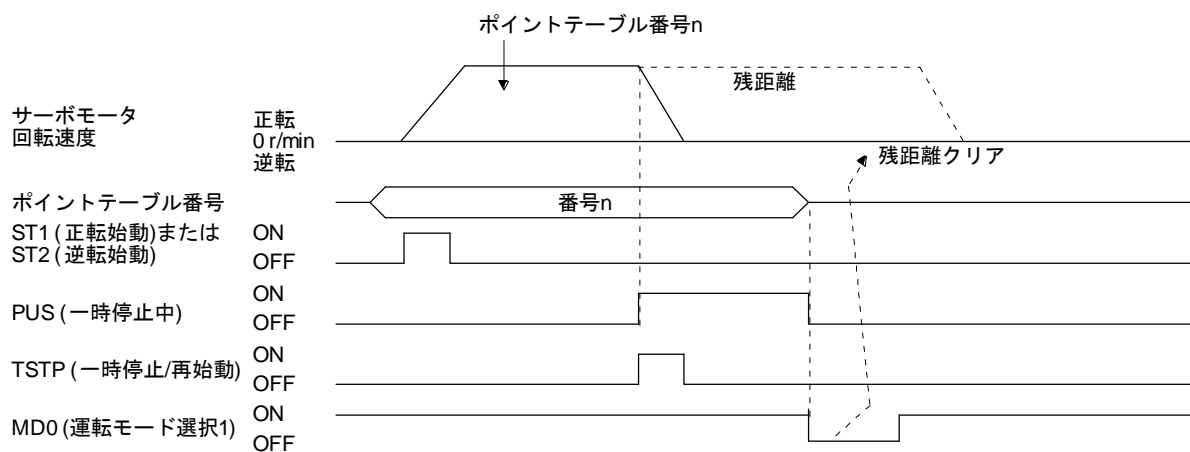 ポイントテーブル番号n
残距離
サーボモータ
回転速度
正転
0 r/min
逆転
残距離クリア
ポイントテーブル番号
番号n
ST1 (正転始動)または
ST2 (逆転始動)
ON
OFF
PUS (一時停止中)
ON
OFF
TSTP (一時停止/再始動)
ON
OFF
MD0 (運転モード選択1)
ON
OFF